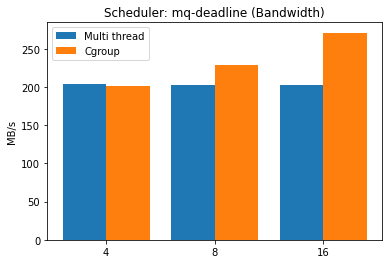 Scheduler: mq-deadline (Bandwidth)
Multi thread
Cgroup
MB/s
250
200
150
100
50
0
4 8 16